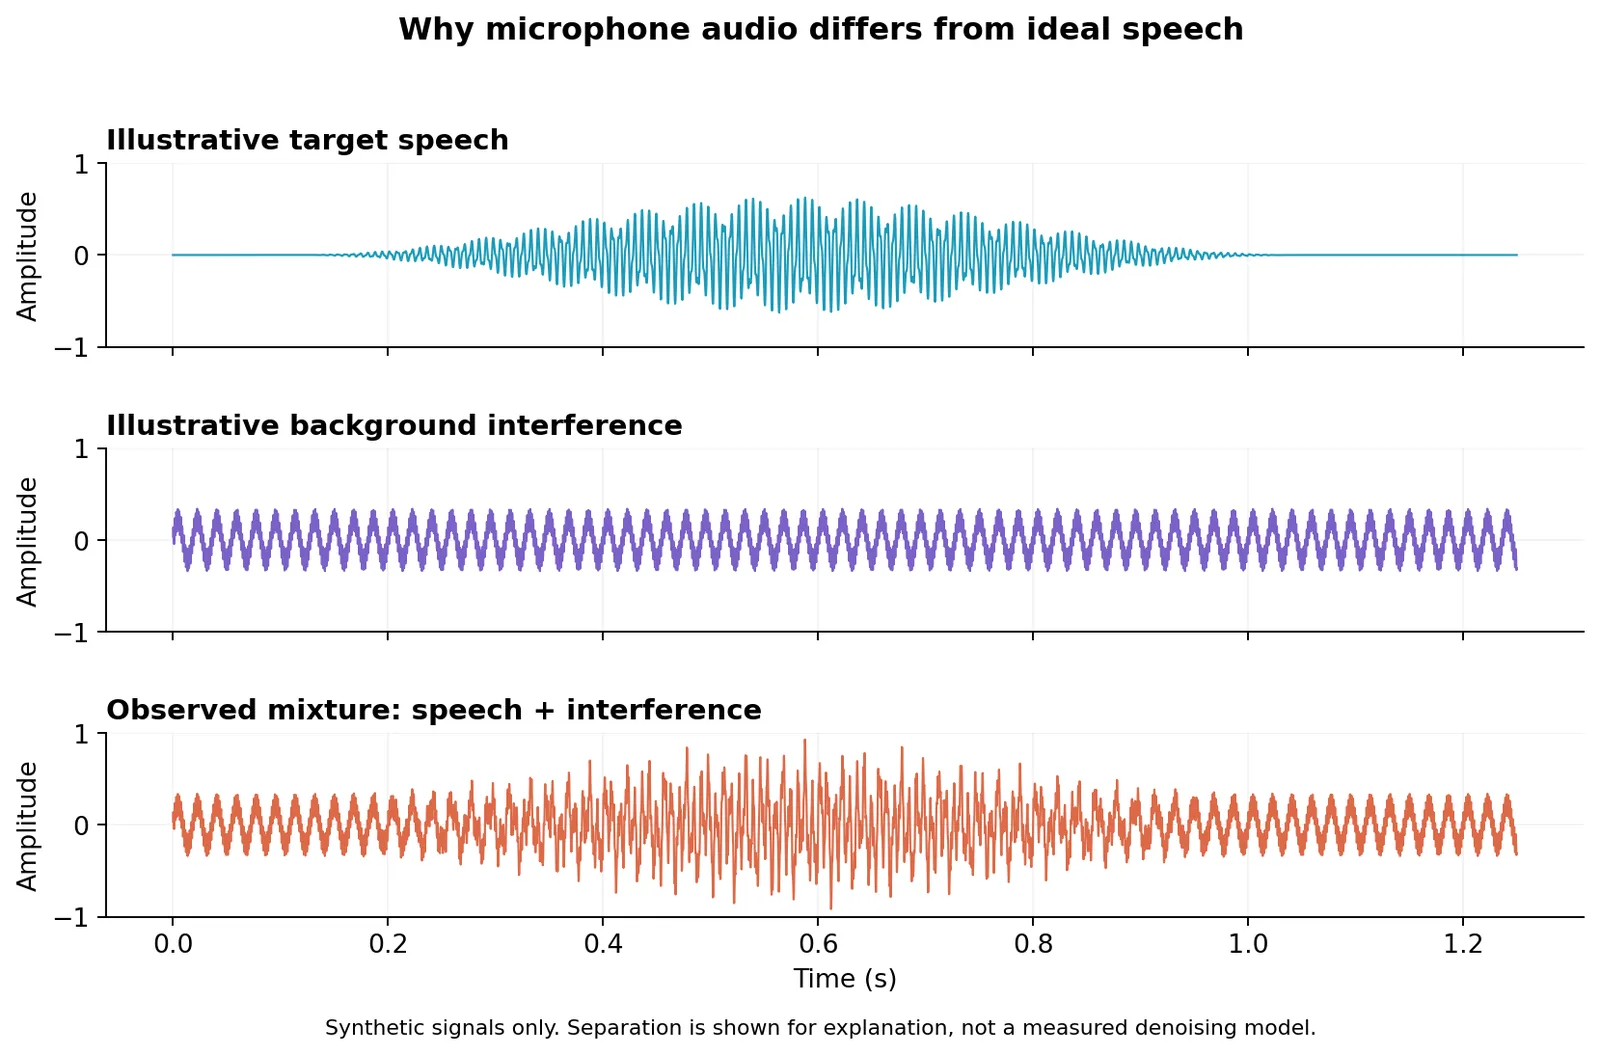 Why microphone audio differs from ideal speech
Illustrative target speech
1
0
−1
Amplitude
Illustrative background interference
1
0
−1
Amplitude
Observed mixture: speech + interference
1
0
−1
Amplitude
0.0 0.2 0.4 0.6 0.8 1.0 1.2
Time (s)
Synthetic signals only. Separation is shown for explanation, not a measured denoising model.